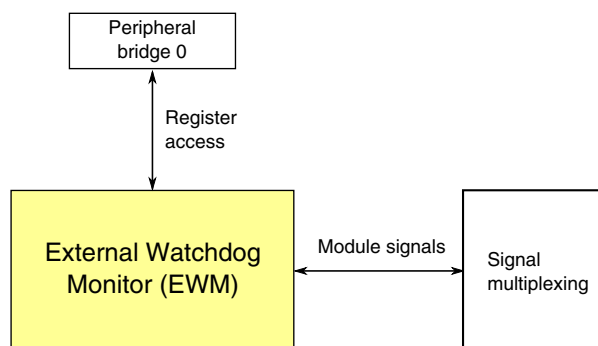 Peripheral
bridge 0
Register
access
External Watchdog
Monitor (EWM)
Module signals
Signal
multiplexing